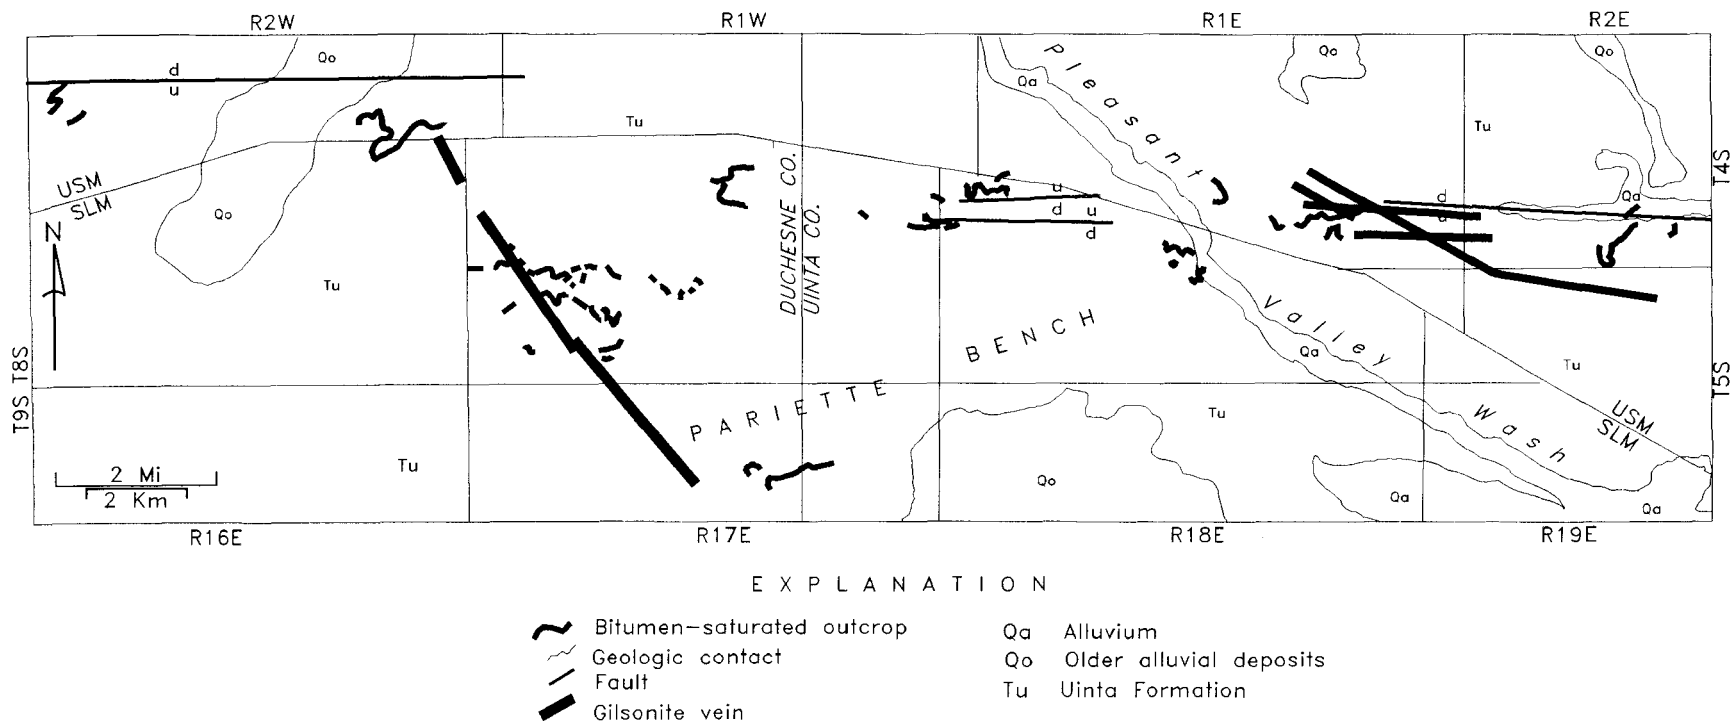 R2W R1W R1E R2E
Qo
d
u
Qa
Pleasant
Qa
Qo
Tu
Tu
T4S
USM
SLM
Qo
N
DUCHESNE CO.
UINTA CO.
u
d u
d
d
u
Qa
Tu
Valley
BENCH
Qa
Tu
T8S
T9S
T5S
PARIETTE
Tu
Wash
USM
SLM
Tu
2 Mi
2 Km
Qo
Qa
Qa
R16E R17E R18E R19E
EXPLANATION
Bitumen-saturated outcrop
Geologic contact
Fault
Gilsonite vein
Qa Alluvium
Qo Older alluvial deposits
Tu Uinta Formation